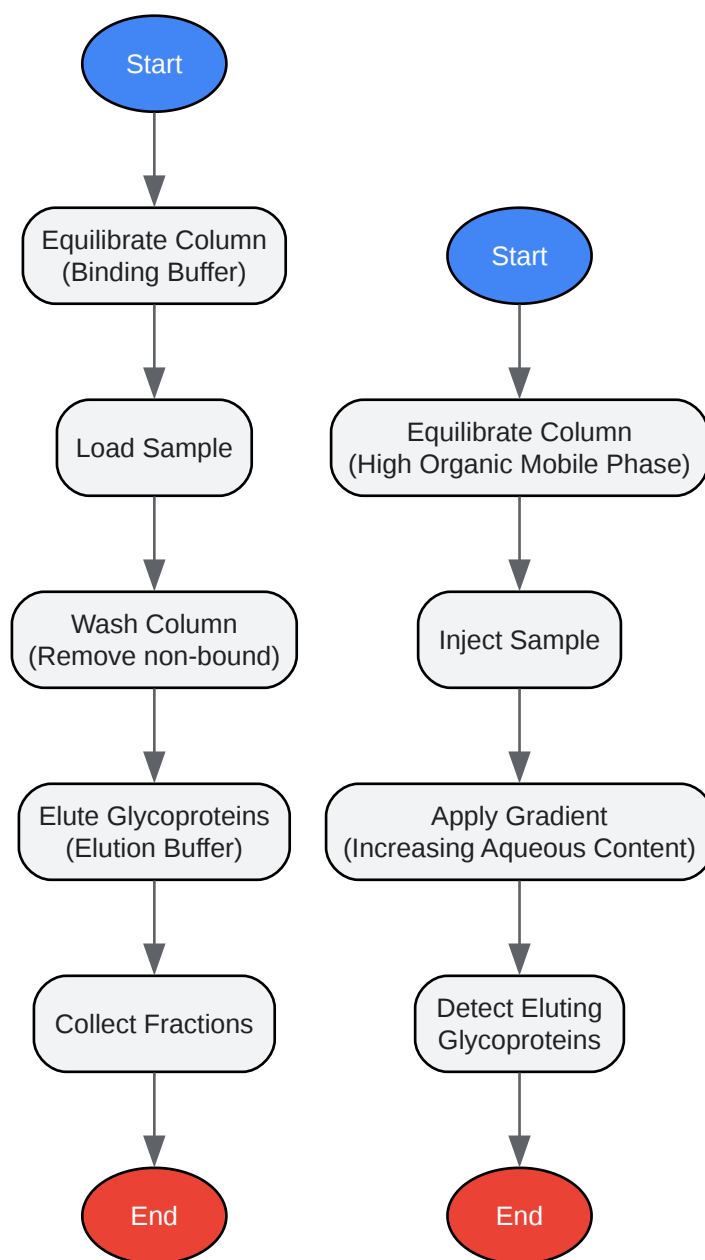 Start
Equilibrate Column
(Binding Buffer)
Load Sample
Wash Column
(Remove non-bound)
Elute Glycoproteins
(Elution Buffer)
Collect Fractions
End
Start
Equilibrate Column
(High Organic Mobile Phase)
Inject Sample
Apply Gradient
(Increasing Aqueous Content)
Detect Eluting
Glycoproteins
End